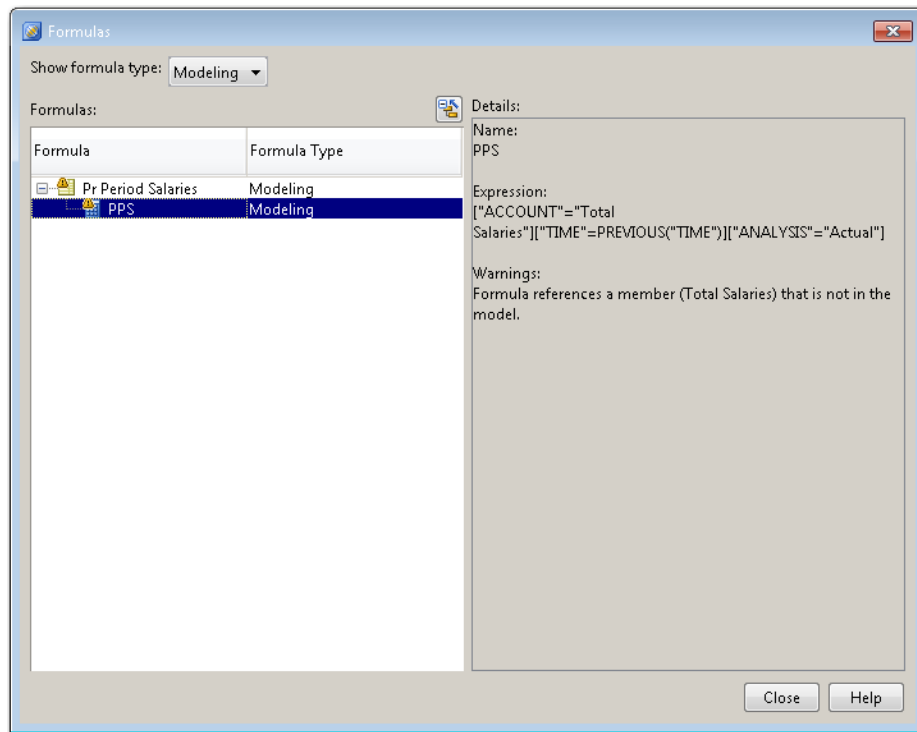 Formulas
Show formula type: Modeling
Formulas:
Formula Formula Type
Pr Period Salaries Modeling
PPS Modeling
Details:
Name:
PPS
Expression:
["ACCOUNT"="Total
Salaries"]["TIME"=PREVIOUS("TIME")]["ANALYSIS"="Actual"]
Warnings:
Formula references a member (Total Salaries) that is not in the
model.
Close Help